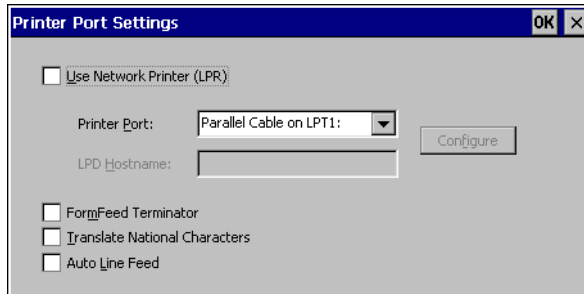 Printer Port Settings OK ×
Use Network Printer (LPR)
Printer Port: Parallel Cable on LPT1:
Configure
LPD Hostname:
FormFeed Terminator
Translate National Characters
Auto Line Feed